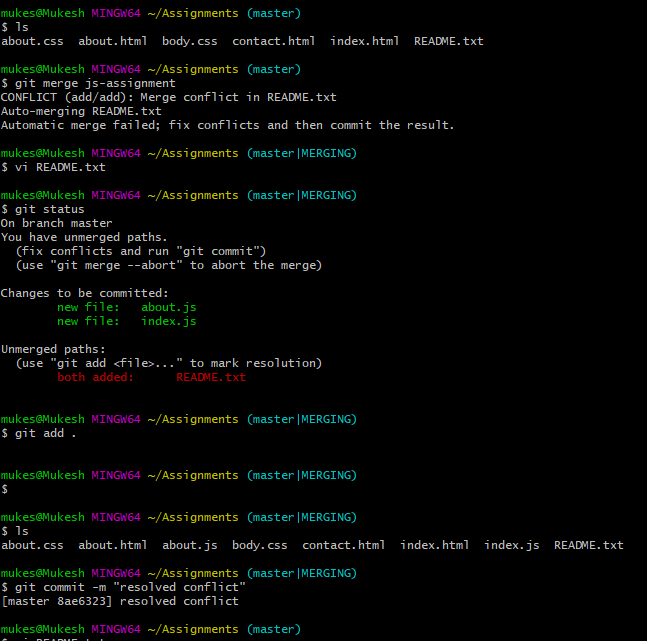 mukes@Mukesh MINGW64 ~/Assignments (master)
$ ls
about.css  about.html  body.css  contact.html  index.html  README.txt
mukes@Mukesh MINGW64 ~/Assignments (master)
$ git merge js-assignment
CONFLICT (add/add): Merge conflict in README.txt
Auto-merging README.txt
Automatic merge failed; fix conflicts and then commit the result.
mukes@Mukesh MINGW64 ~/Assignments (master|MERGING)
$ vi README.txt
mukes@Mukesh MINGW64 ~/Assignments (master|MERGING)
$ git status
On branch master
You have unmerged paths.
  (fix conflicts and run "git commit")
  (use "git merge --abort" to abort the merge)
Changes to be committed:
        new file:   about.js
        new file:   index.js
Unmerged paths:
  (use "git add <file>..." to mark resolution)
        both added:      README.txt
mukes@Mukesh MINGW64 ~/Assignments (master|MERGING)
$ git add .
mukes@Mukesh MINGW64 ~/Assignments (master|MERGING)
$
mukes@Mukesh MINGW64 ~/Assignments (master|MERGING)
$ ls
about.css  about.html  about.js  body.css  contact.html  index.html  index.js  README.txt
mukes@Mukesh MINGW64 ~/Assignments (master|MERGING)
$ git commit -m "resolved conflict"
[master 8ae6323] resolved conflict
mukes@Mukesh MINGW64 ~/Assignments (master)